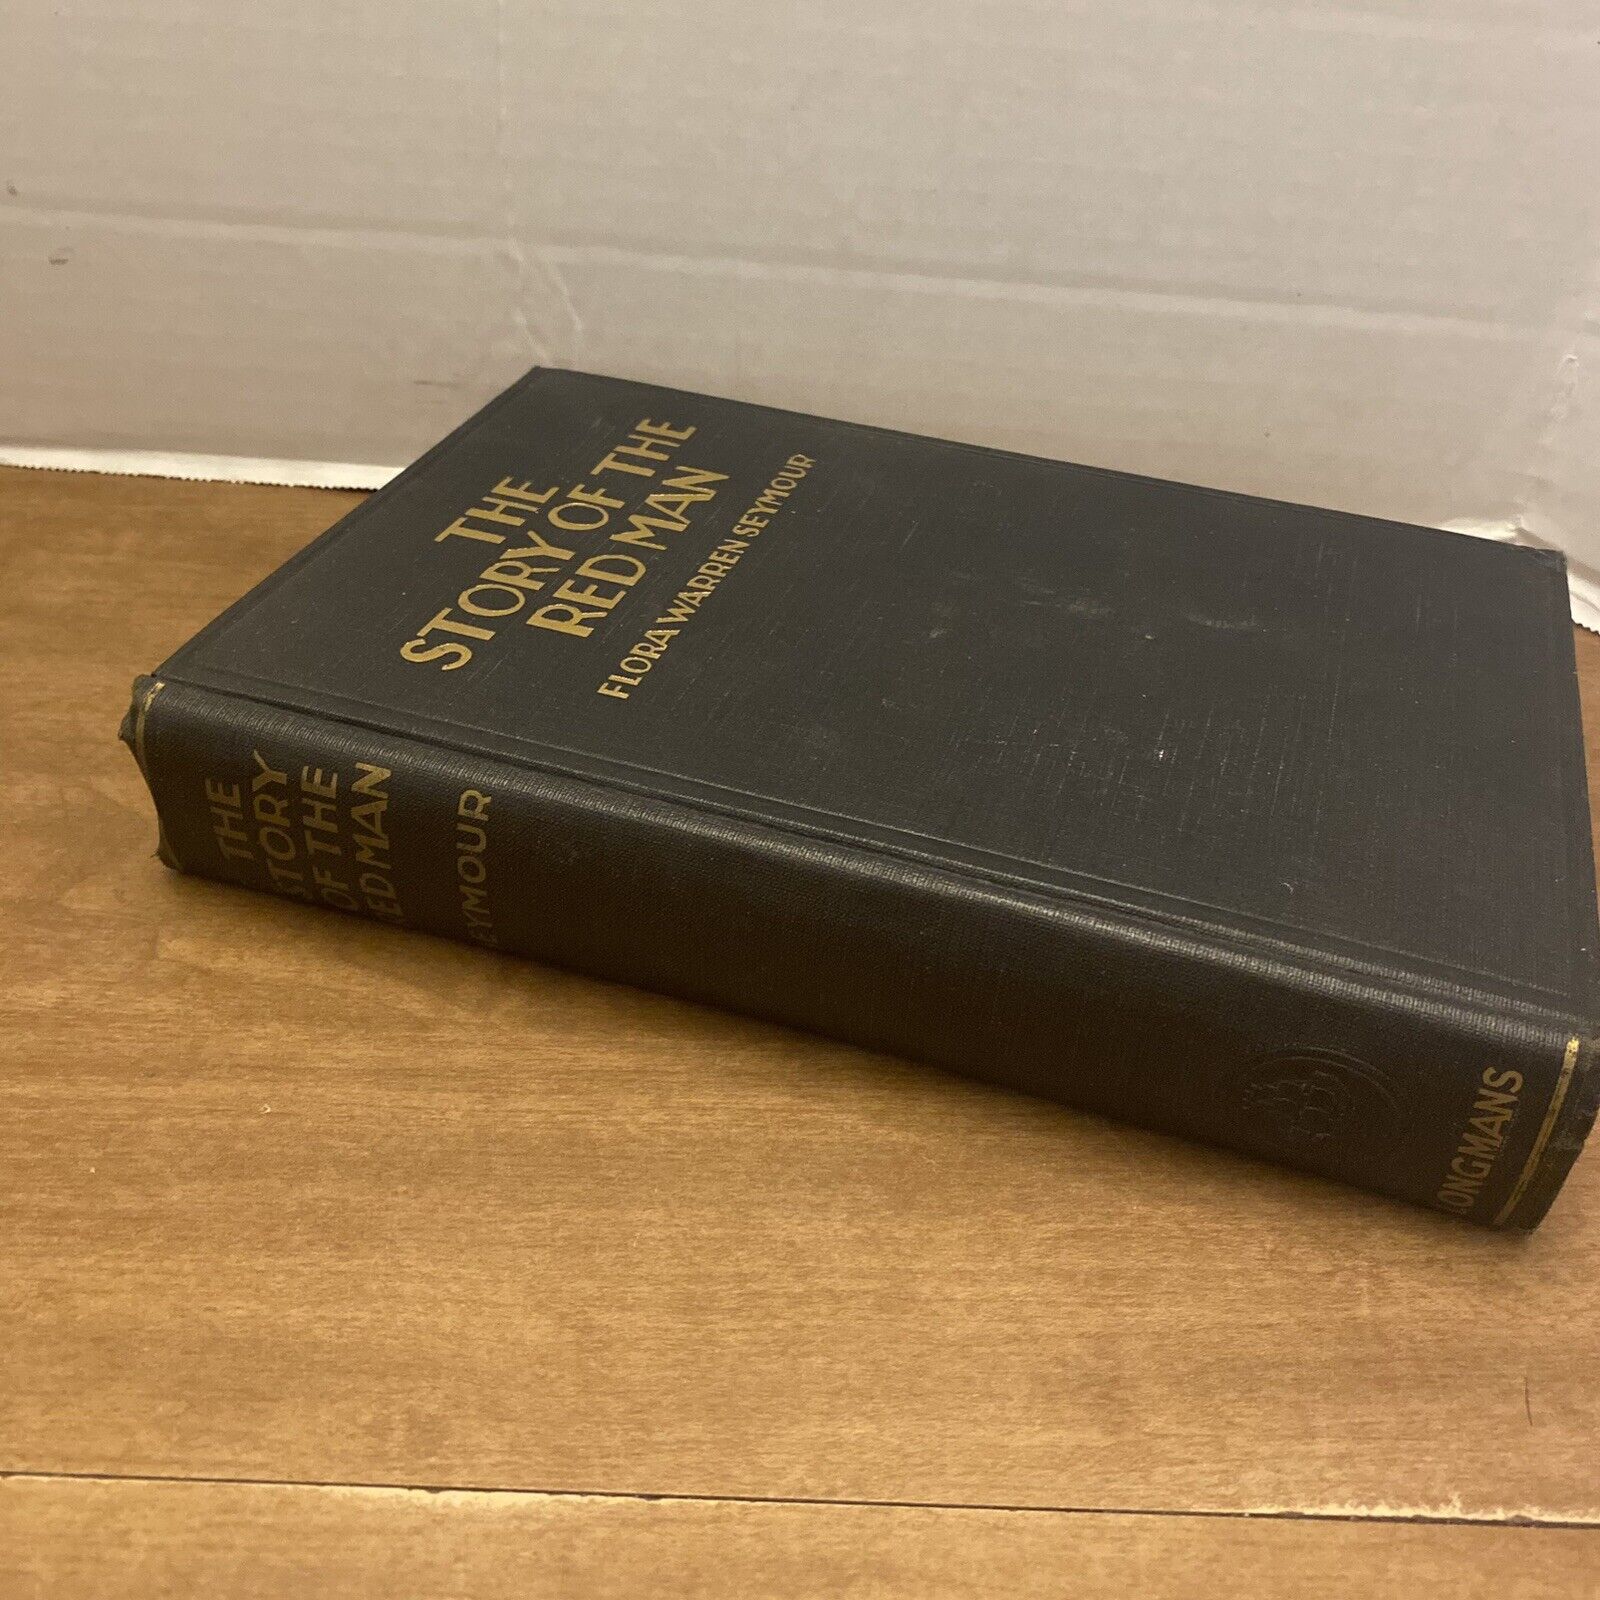 THE
STORY OF THE
RED MAN
FLORA WARREN SEYMOUR
THE
STORY
OF THE
RED MAN
SEYMOUR
LONGMANS